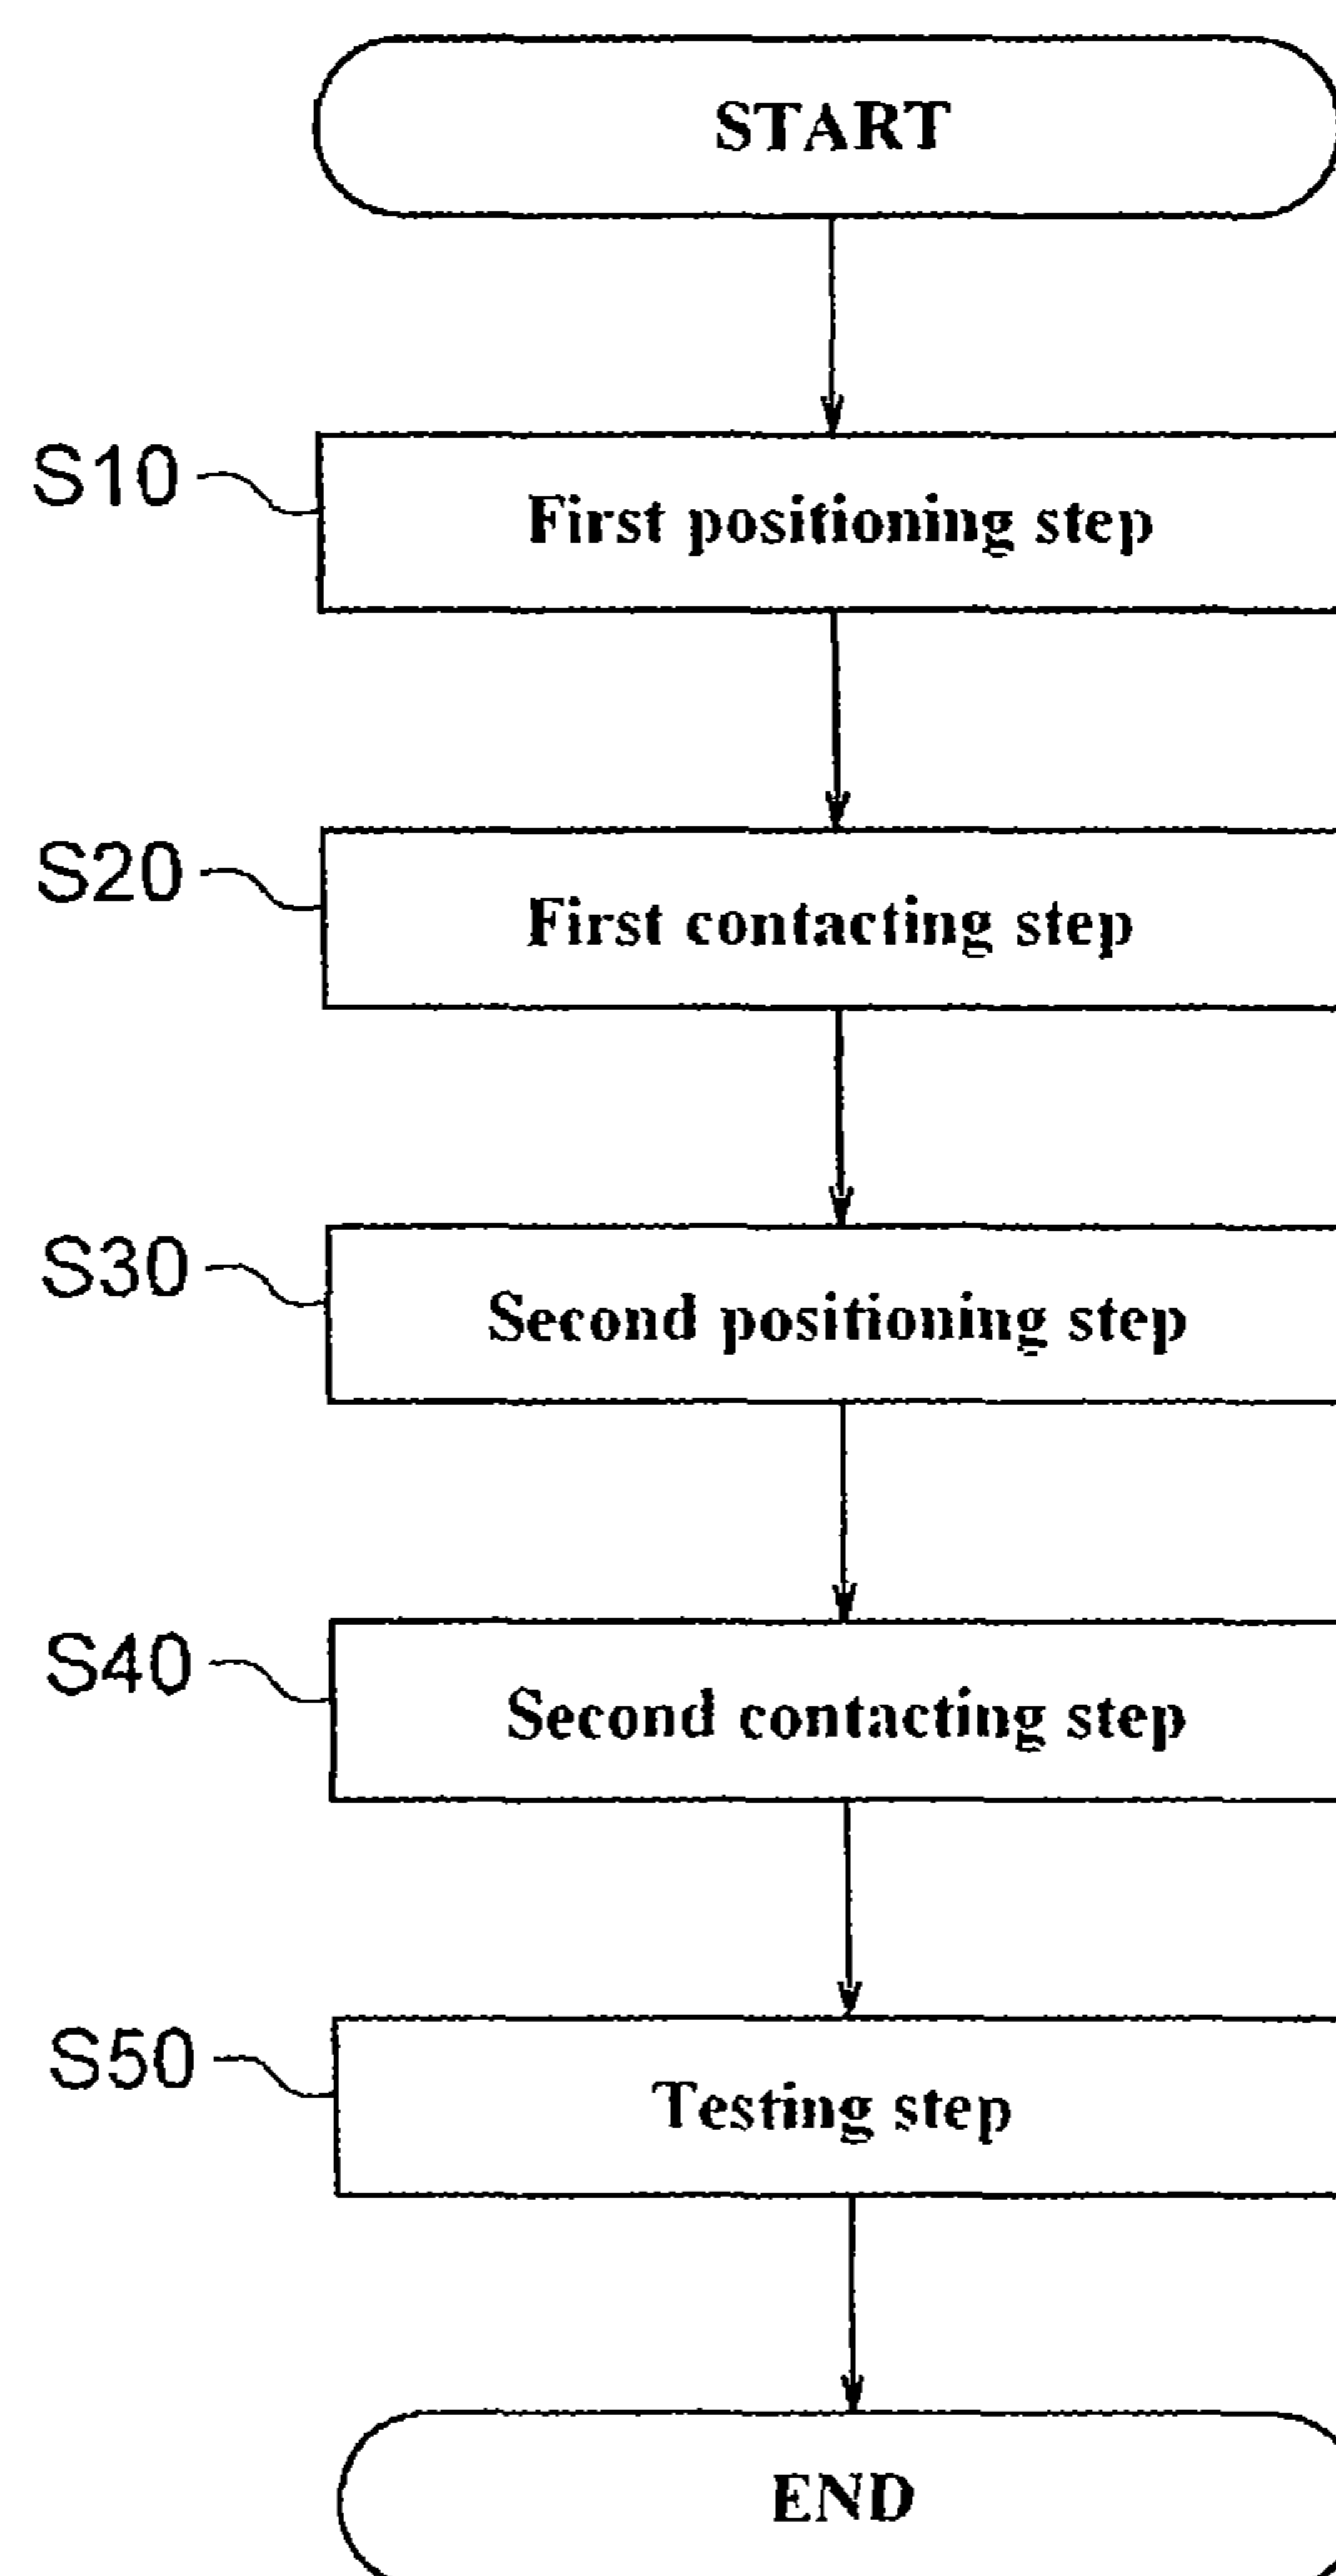 START
S10 First positioning step
S20 First contacting step
S30 Second positioning step
S40 Second contacting step
S50 Testing step
END